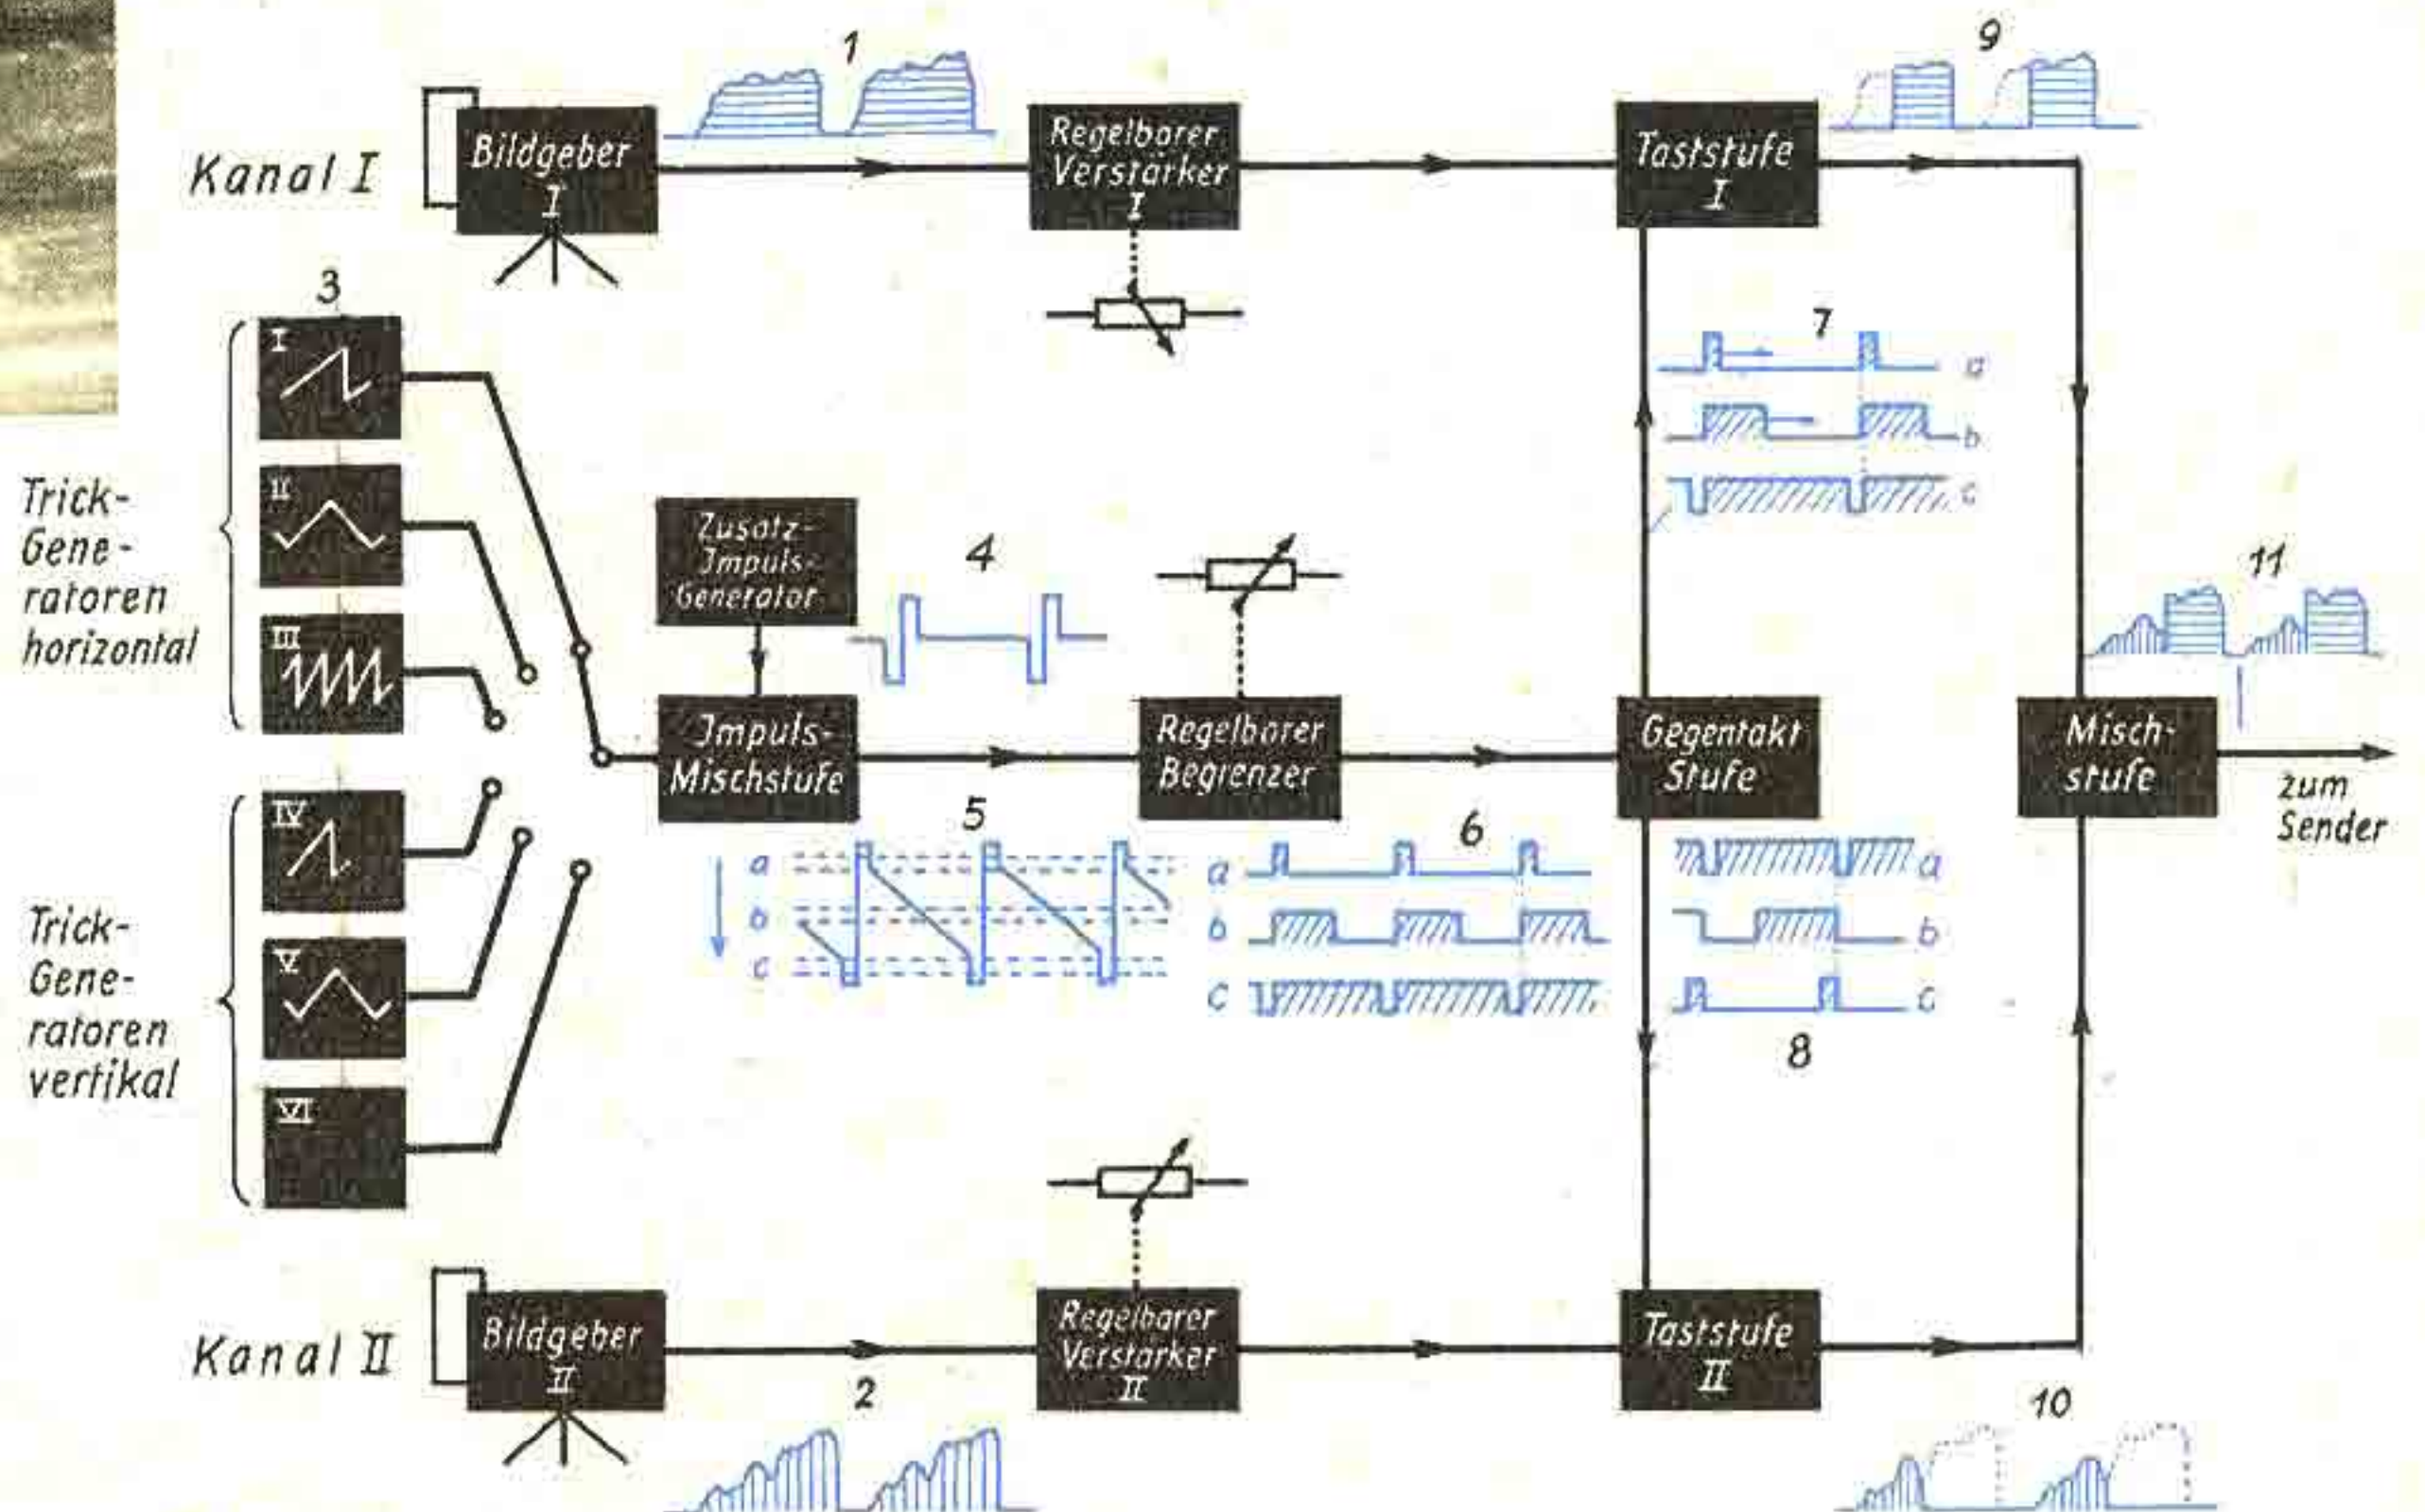 1
9
Kanal I
Bildgeber
I
Regelbarer
Verstärker
I
Taststufe
I
3
I
II
III
Trick-
Gene-
ratoren
horizontal
7
a
b
c
Zusatz-
Jmpuls-
Generator
4
11
Jmpuls-
Mischstufe
Regelbarer
Begrenzer
Gegentakt
Stufe
Misch-
stufe
zum
Sender
IV
V
VI
Trick-
Gene-
ratoren
vertikal
5
a
b
c
6
a
b
c
a
b
c
8
Kanal II
Bildgeber
II
Regelbarer
Verstärker
II
Taststufe
II
2
10